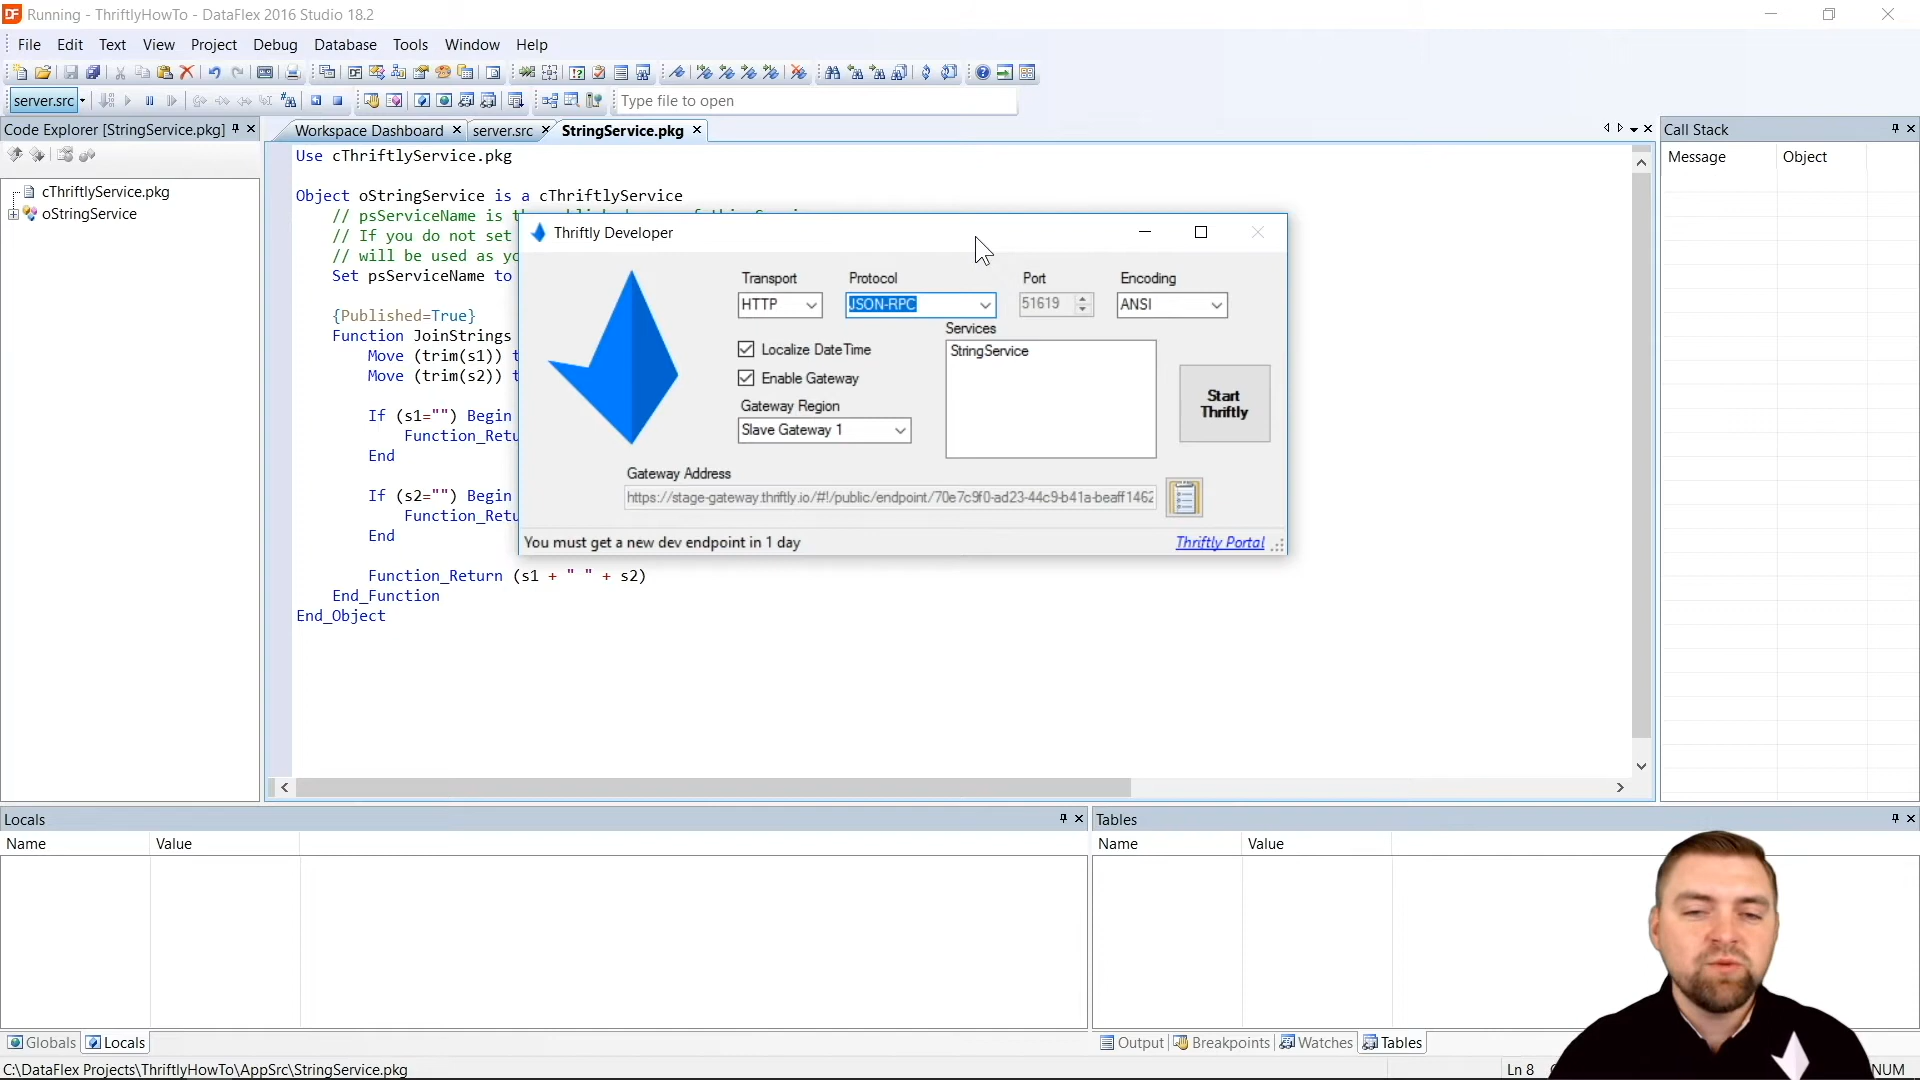 Running - ThriftlyHowTo - DataFlex 2016 Studio 18.2
File Edit Text View Project Debug Database Tools Window Help
server.src
Type file to open
Code Explorer [StringService.pkg]
cThriftlyService.pkg
oStringService
Workspace Dashboard
server.src
StringService.pkg
Use cThriftlyService.pkg
Object oStringService is a cThriftlyService
// psServiceName is
// If you do not set
// will be used as
Set psServiceName to
{Published=True}
Function JoinStrings
Move (trim(s1))
Move (trim(s2))
If (s1="") Begin
End
If (s2="") Begin
End
Function_Return (s1 + " " + s2)
End_Function
End_Object
Thriftly Developer
Transport
Protocol
Port
Encoding
HTTP
JSON-RPC
51619
ANSI
Services
Localize DateTime
StringService
Enable Gateway
Gateway Region
Slave Gateway 1
Start
Thriftly
Gateway Address
https://stage-gateway.thriftly.io/#!/public/endpoint/70e7c9f0-ad23-44c9-b41a-beaff1462
You must get a new dev endpoint in 1 day
Thriftly Portal
Call Stack
Message Object
Locals
Name Value
Tables
Name Value
Globals
Locals
Output
Breakpoints
Watches
Tables
C:\DataFlex Projects\ThriftlyHowTo\AppSrc\StringService.pkg
Ln 8
NUM